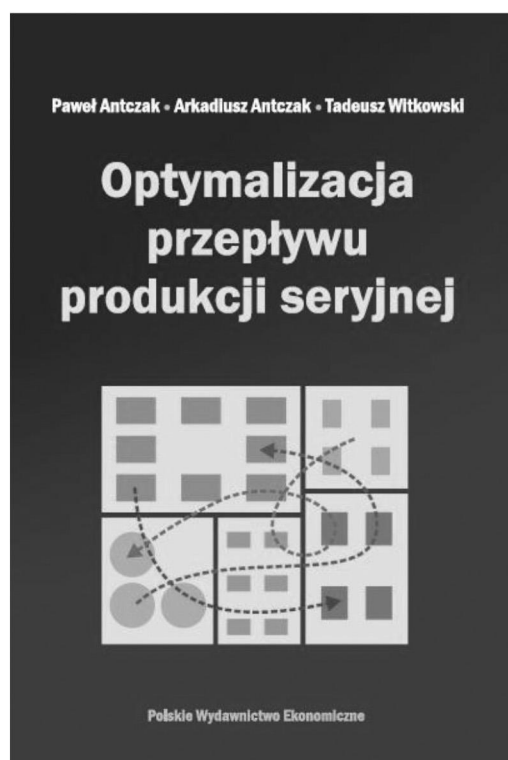 Paweł Antczak • Arkadiusz Antczak • Tadeusz Witkowski
Optymalizacja
przepływu
produkcji seryjnej
Polskie Wydawnictwo Ekonomiczne